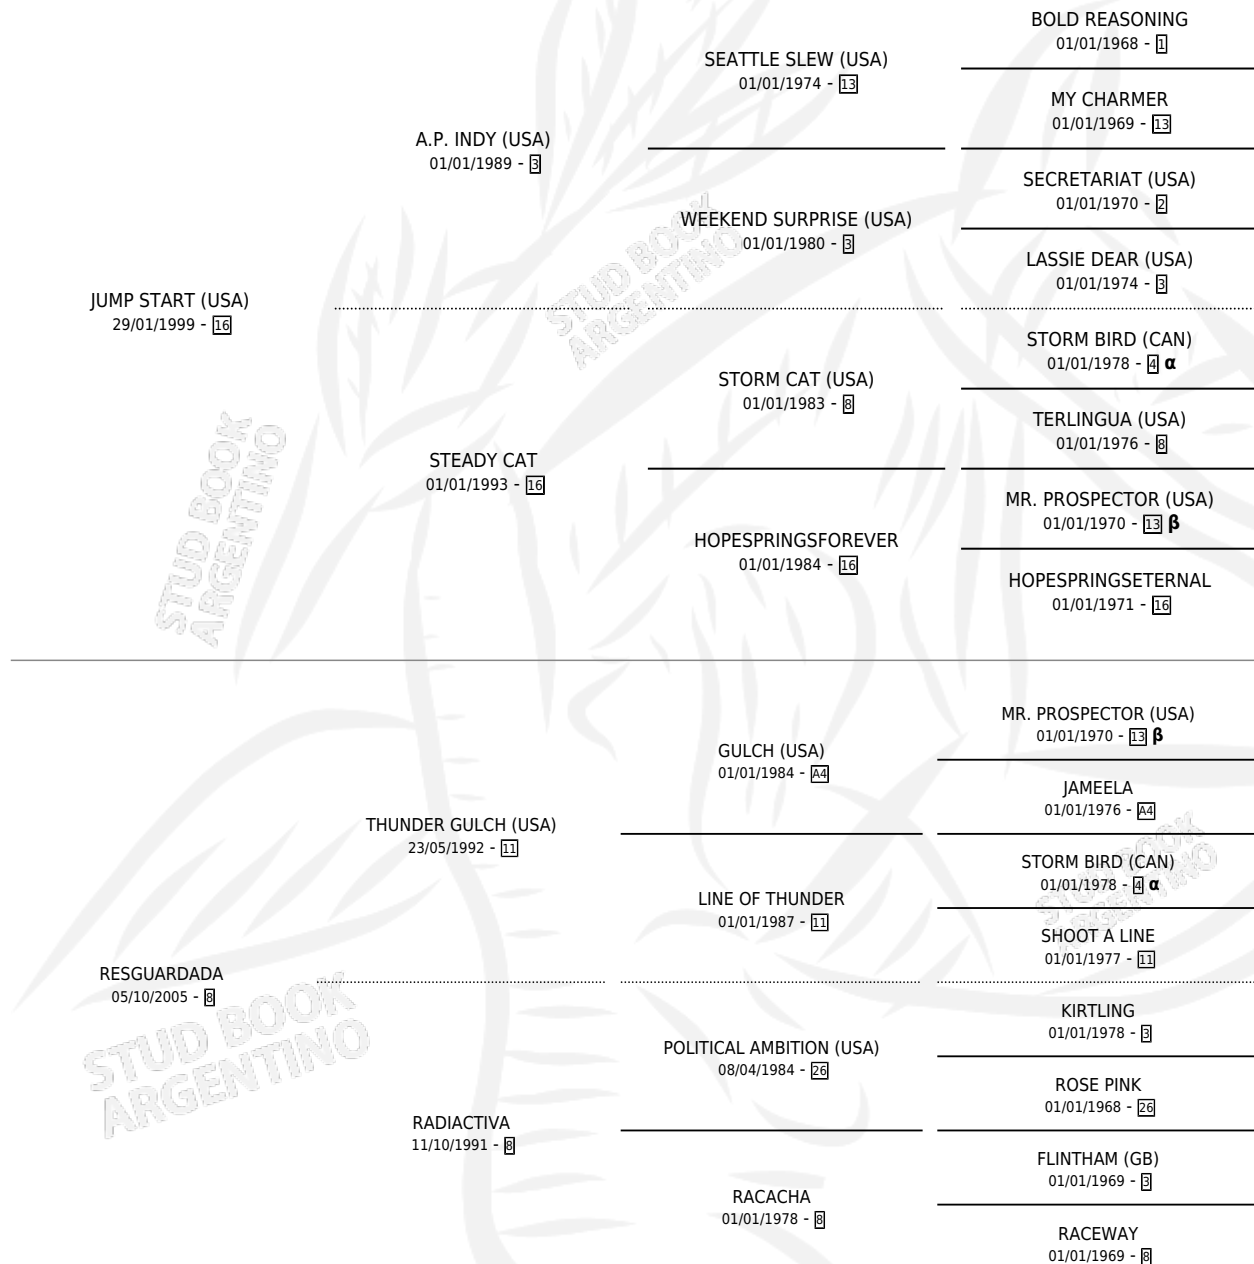 BOLD REASONING
01/01/1968 - 1
SEATTLE SLEW (USA)
01/01/1974 - 13
MY CHARMER
01/01/1969 - 13
A.P. INDY (USA)
01/01/1989 - 3
SECRETARIAT (USA)
01/01/1970 - 2
WEEKEND SURPRISE (USA)
01/01/1980 - 3
LASSIE DEAR (USA)
01/01/1974 - 3
JUMP START (USA)
29/01/1999 - 16
STORM BIRD (CAN)
01/01/1978 - 4 α
STORM CAT (USA)
01/01/1983 - 8
TERLINGUA (USA)
01/01/1976 - 8
STEADY CAT
01/01/1993 - 16
MR. PROSPECTOR (USA)
01/01/1970 - 13 β
HOPESPRINGSFOREVER
01/01/1984 - 16
HOPESPRINGSETERNAL
01/01/1971 - 16
MR. PROSPECTOR (USA)
01/01/1970 - 13 β
GULCH (USA)
01/01/1984 - A4
JAMEELA
01/01/1976 - A4
THUNDER GULCH (USA)
23/05/1992 - 11
STORM BIRD (CAN)
01/01/1978 - 4 α
LINE OF THUNDER
01/01/1987 - 11
SHOOT A LINE
01/01/1977 - 11
RESGUARDADA
05/10/2005 - 8
KIRTLING
01/01/1978 - 3
POLITICAL AMBITION (USA)
08/04/1984 - 26
ROSE PINK
01/01/1968 - 26
RADIACTIVA
11/10/1991 - 8
FLINTHAM (GB)
01/01/1969 - 3
RACACHA
01/01/1978 - 8
RACEWAY
01/01/1969 - 8
STUD BOOK
ARGENTINO
STUD BOOK
ARGENTINO
STUD BOOK
ARGENTINO
STUD BOOK
ARGENTINO